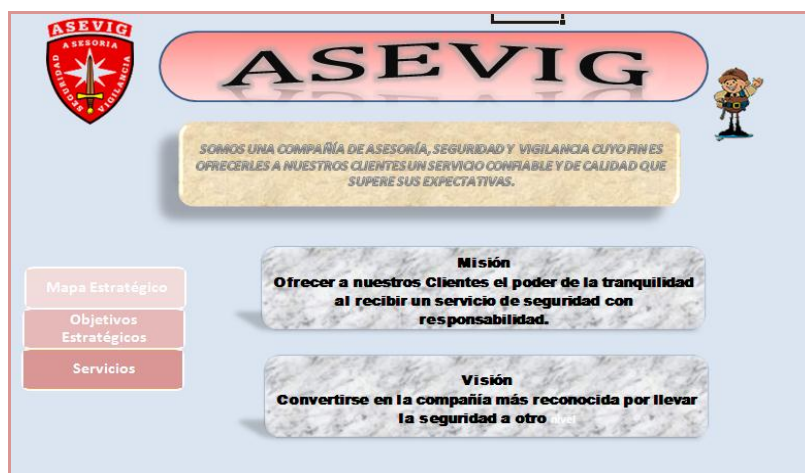 ASEVIG
ASESORIA
SEGURIDAD
VIGILANCIA
ASEVIG
SOMOS UNA COMPAÑÍA DE ASESORÍA, SEGURIDAD Y VIGILANCIA CUYO FIN ES
OFRECERLES A NUESTROS CLIENTES UN SERVICIO CONFIABLE Y DE CALIDAD QUE
SUPERE SUS EXPECTATIVAS.
Misión
Ofrecer a nuestros Clientes el poder de la tranquilidad
al recibir un servicio de seguridad con
responsabilidad.
Mapa Estratégico
Objetivos
Estratégicos
Servicios
Visión
Convertirse en la compañía más reconocida por llevar
la seguridad a otro nivel